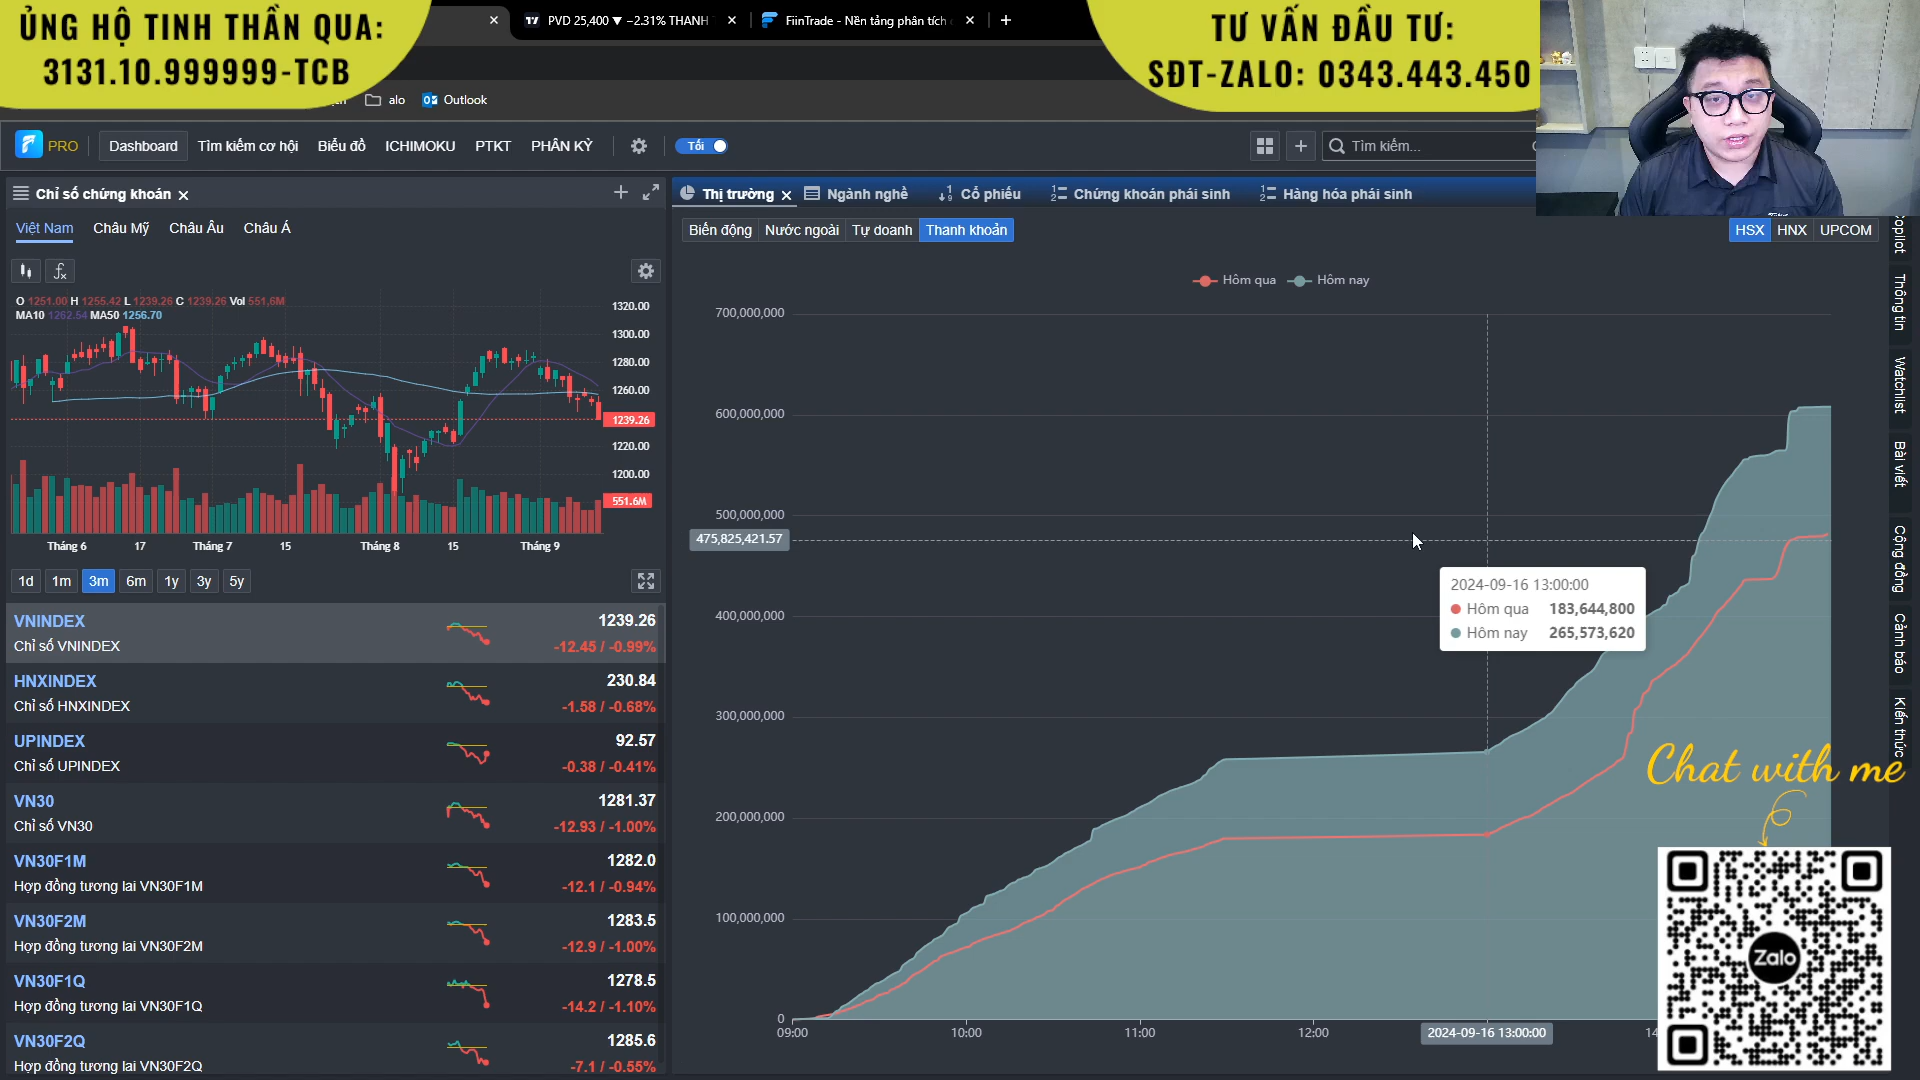 ỦNG HỘ TINH THẦN QUA:
3131.10.999999-TCB
PVD 25,400 ▼ −2.31% THANH
FiinTrade - Nền tảng phân tích
TƯ VẤN ĐẦU TƯ:
SĐT-ZALO: 0343.443.450
alo
Outlook
PRO
Dashboard
Tìm kiếm cơ hội
Biểu đồ
ICHIMOKU
PTKT
PHÂN KỲ
Tối
Tìm kiếm...
Chỉ số chứng khoán
Việt Nam
Châu Mỹ
Châu Âu
Châu Á
O 1251.00 H 1255.42 L 1239.26 C 1239.26 Vol 551,6M
MA10 1262.54 MA50 1256.70
1320.00
1300.00
1280.00
1260.00
1239.26
1220.00
1200.00
551.6M
Tháng 6
17
Tháng 7
15
Tháng 8
15
Tháng 9
1d
1m
3m
6m
1y
3y
5y
VNINDEX
1239.26
Chỉ số VNINDEX
-12.45 / -0.99%
HNXINDEX
230.84
Chỉ số HNXINDEX
-1.58 / -0.68%
UPINDEX
92.57
Chỉ số UPINDEX
-0.38 / -0.41%
VN30
1281.37
Chỉ số VN30
-12.93 / -1.00%
VN30F1M
1282.0
Hợp đồng tương lai VN30F1M
-12.1 / -0.94%
VN30F2M
1283.5
Hợp đồng tương lai VN30F2M
-12.9 / -1.00%
VN30F1Q
1278.5
Hợp đồng tương lai VN30F1Q
-14.2 / -1.10%
VN30F2Q
1285.6
Hợp đồng tương lai VN30F2Q
-7.1 / -0.55%
Thị trường
Ngành nghề
Cổ phiếu
Chứng khoán phái sinh
Hàng hóa phái sinh
Biến động
Nước ngoài
Tự doanh
Thanh khoản
HSX
HNX
UPCOM
Hôm qua
Hôm nay
700,000,000
600,000,000
500,000,000
475,825,421.57
400,000,000
300,000,000
200,000,000
100,000,000
0
2024-09-16 13:00:00
Hôm qua 183,644,800
Hôm nay 265,573,620
09:00
10:00
11:00
12:00
2024-09-16 13:00:00
Thông tin
Watchlist
Bài viết
Cộng đồng
Cảnh báo
Kiến thức
Chat with me
Zalo